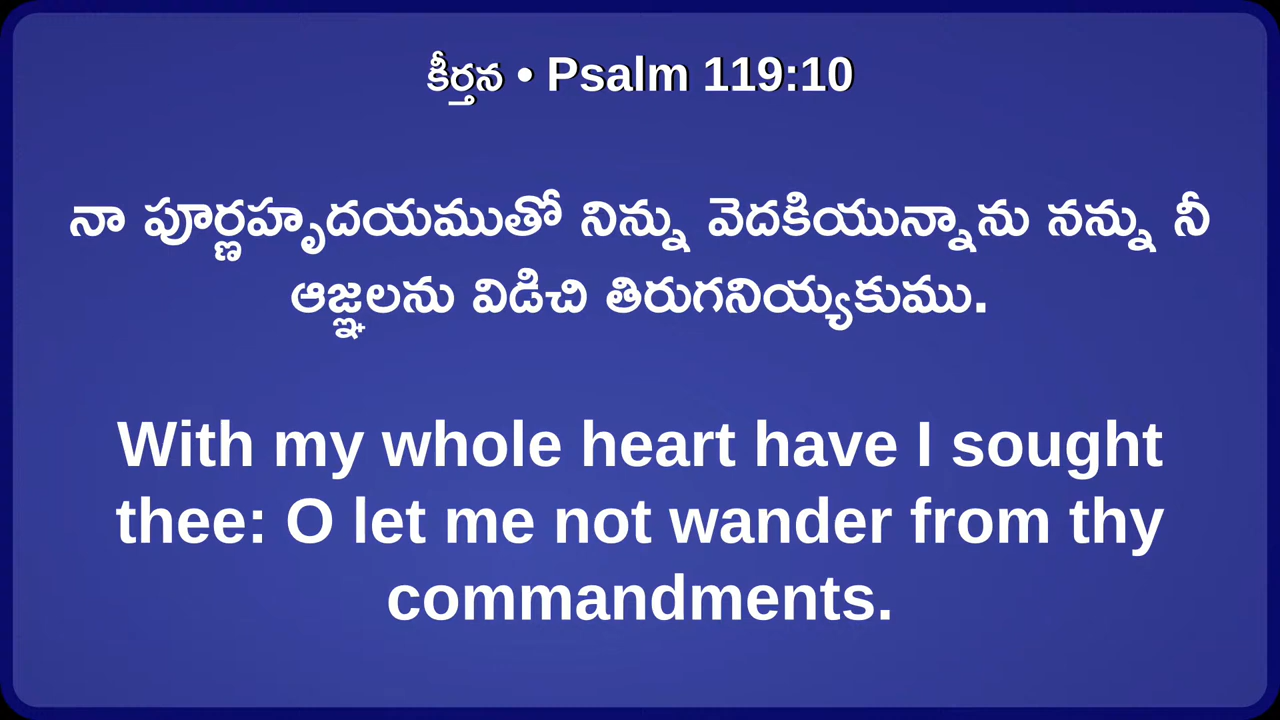 కీర్తన • Psalm 119:10
నా పూర్ణహృదయముతో నిన్ను వెదకియున్నాను నన్ను నీ
ఆజ్ఞలను విడిచి తిరుగనియ్యకుము.
With my whole heart have I sought
thee: O let me not wander from thy
commandments.